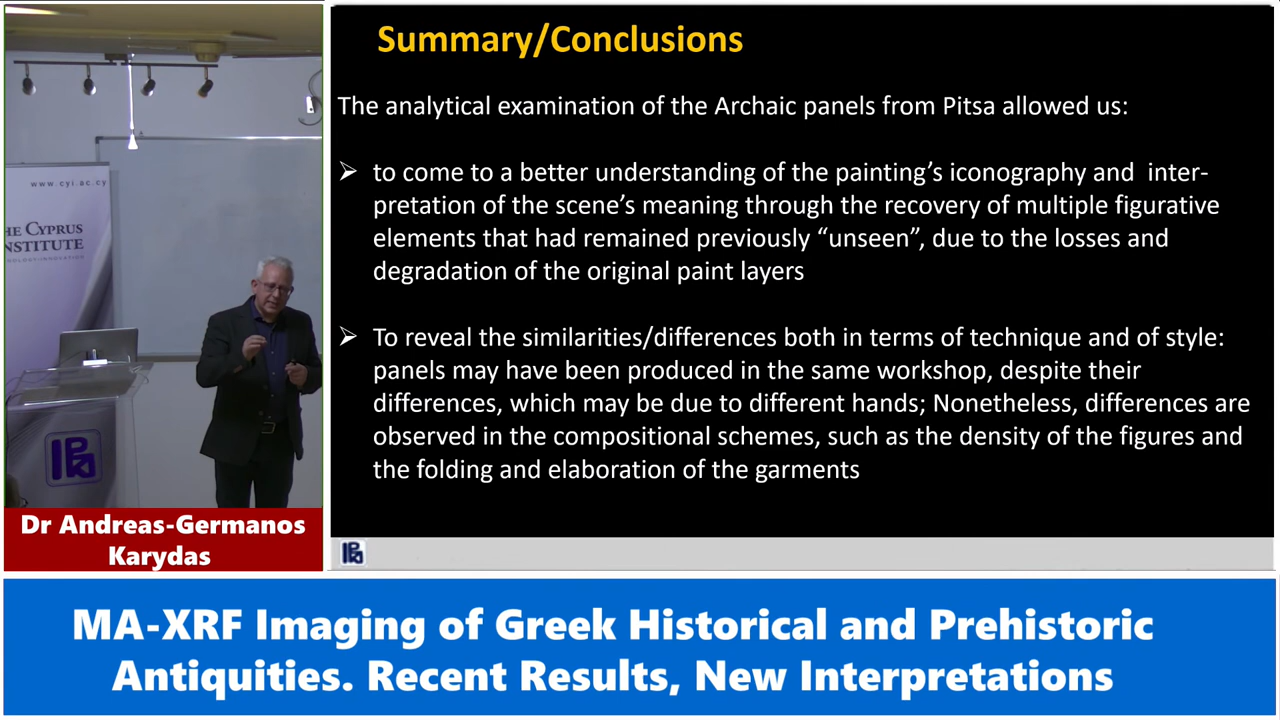 Summary/Conclusions
The analytical examination of the Archaic panels from Pitsa allowed us:
➢ to come to a better understanding of the painting’s iconography and  inter-
pretation of the scene’s meaning through the recovery of multiple figurative
elements that had remained previously “unseen”, due to the losses and
degradation of the original paint layers
➢ To reveal the similarities/differences both in terms of technique and of style:
panels may have been produced in the same workshop, despite their
differences, which may be due to different hands; Nonetheless, differences are
observed in the compositional schemes, such as the density of the figures and
the folding and elaboration of the garments
www.cyi.ac.cy
HE CYPRUS
NSTITUTE
Dr Andreas-Germanos
Karydas
MA-XRF Imaging of Greek Historical and Prehistoric
Antiquities. Recent Results, New Interpretations